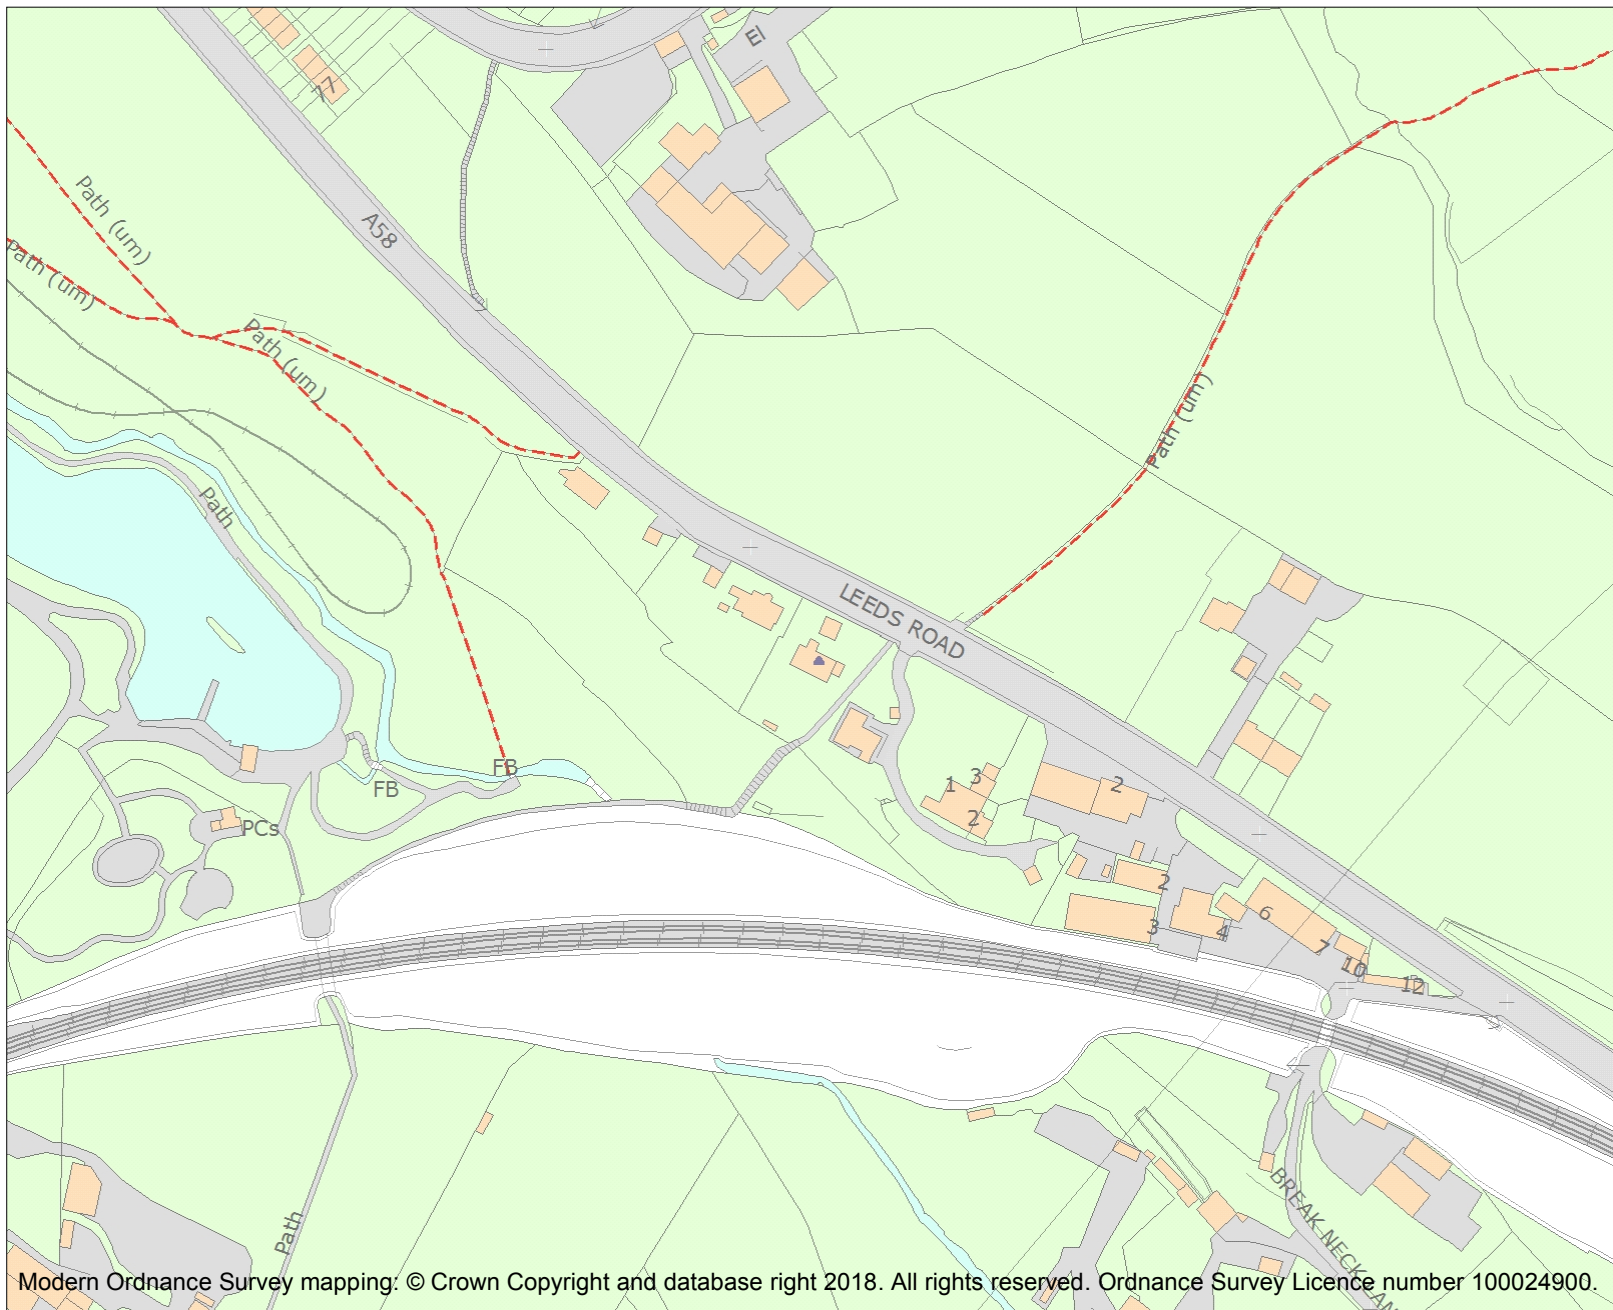 El
77
Path (um)
A58
Path (um)
Path (um)
Path (um)
Path
LEEDS ROAD
FB
FB
PCs
1
3
2
2
2
3
4
6
7
10
12
Path
BREAK NECK
Modern Ordnance Survey mapping: © Crown Copyright and database right 2018. All rights reserved. Ordnance Survey Licence number 100024900.